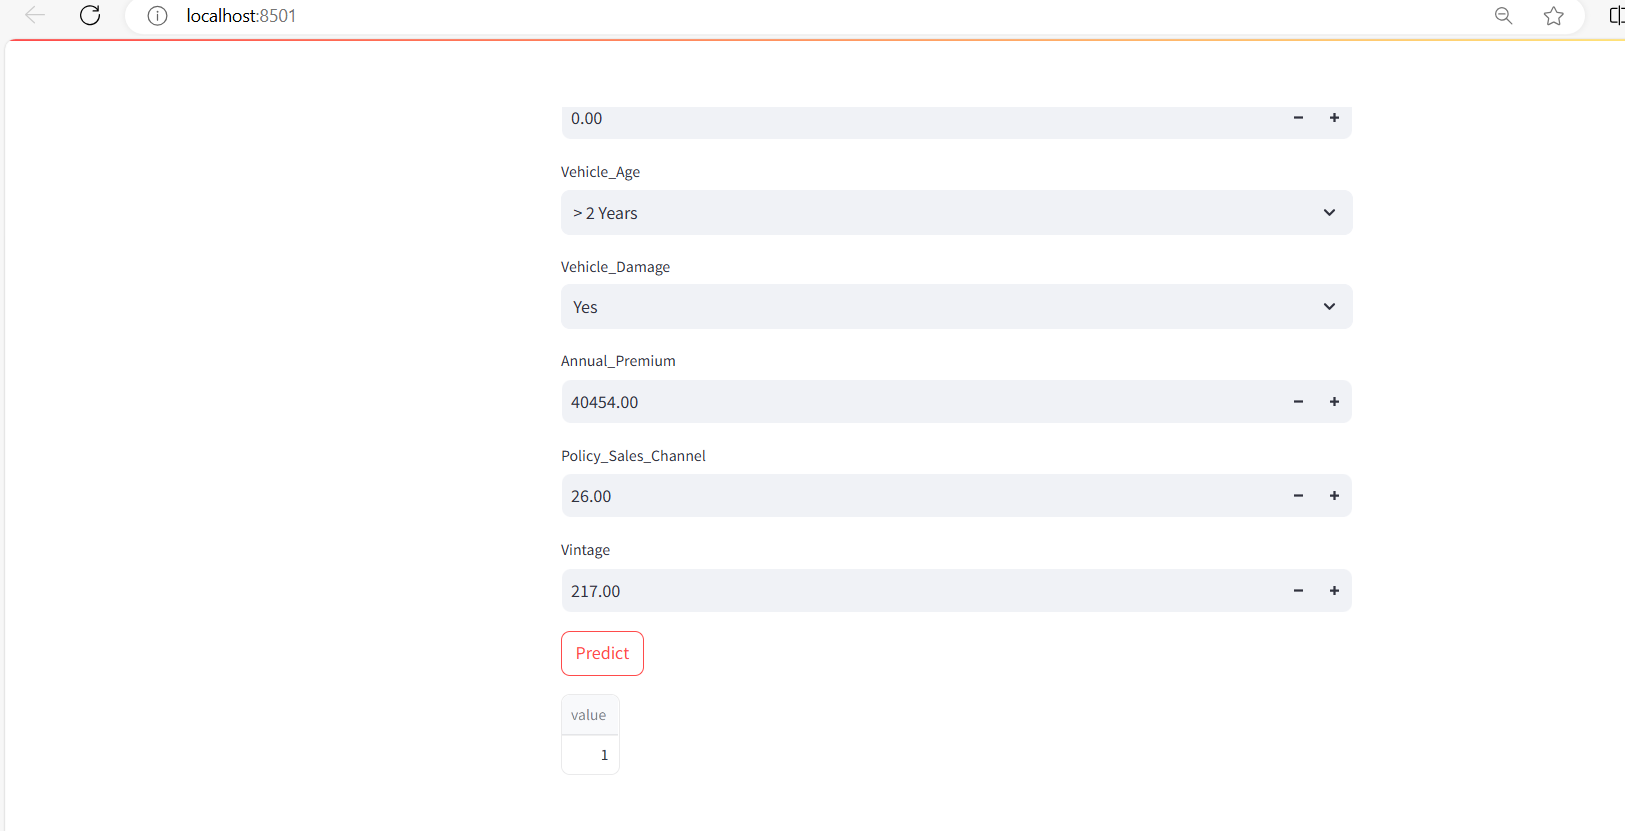 localhost:8501
0.00
Vehicle_Age
> 2 Years
Vehicle_Damage
Yes
Annual_Premium
40454.00
Policy_Sales_Channel
26.00
Vintage
217.00
Predict
value
1